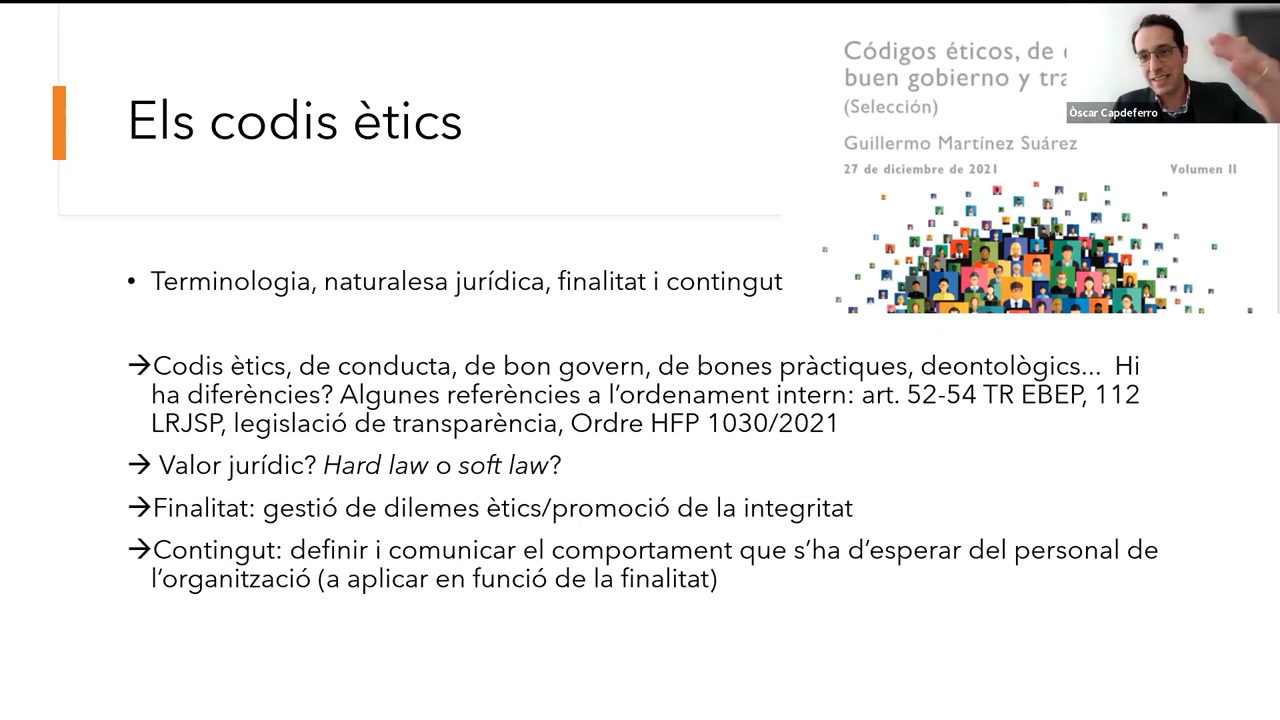 Els codis ètics
Códigos éticos, de
buen gobierno y
(Selección)
Òscar Capdeferro
Guillermo Martínez Suárez
27 de diciembre de 2021 Volumen II
• Terminologia, naturalesa jurídica, finalitat i contingut
→Codis ètics, de conducta, de bon govern, de bones pràctiques, deontològics... Hi
ha diferències? Algunes referències a l’ordenament intern: art. 52-54 TR EBEP, 112
LRJSP, legislació de transparència, Ordre HFP 1030/2021
→ Valor jurídic? Hard law o soft law?
→Finalitat: gestió de dilemes ètics/promoció de la integritat
→Contingut: definir i comunicar el comportament que s’ha d’esperar del personal de
l’organització (a aplicar en funció de la finalitat)